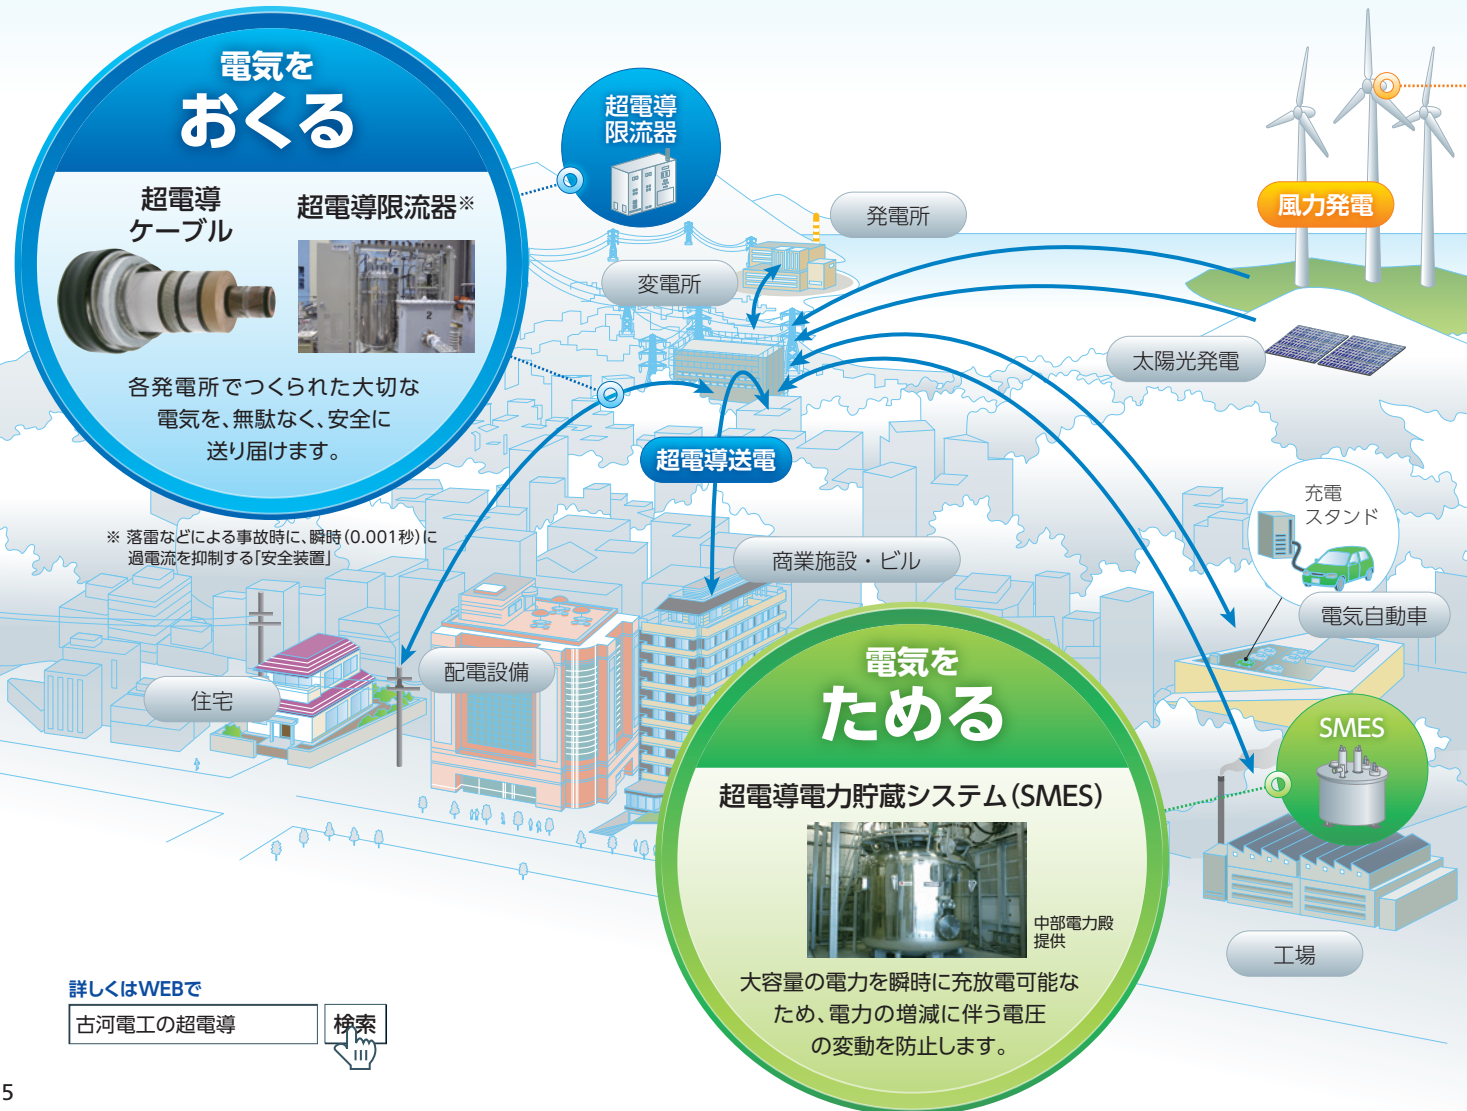 電気を
おくる
超電導
ケーブル
超電導限流器※
各発電所でつくられた大切な
電気を、無駄なく、安全に
送り届けます。
※ 落雷などによる事故時に、瞬時（0.001秒）に
過電流を抑制する「安全装置」
超電導
限流器
発電所
変電所
風力発電
太陽光発電
超電導送電
充電
スタンド
電気自動車
商業施設・ビル
配電設備
住宅
電気を
ためる
超電導電力貯蔵システム（SMES）
中部電力殿
提供
大容量の電力を瞬時に充放電可能な
ため、電力の増減に伴う電圧
の変動を防止します。
SMES
工場
詳しくはWEBで
古河電工の超電導
検索
5